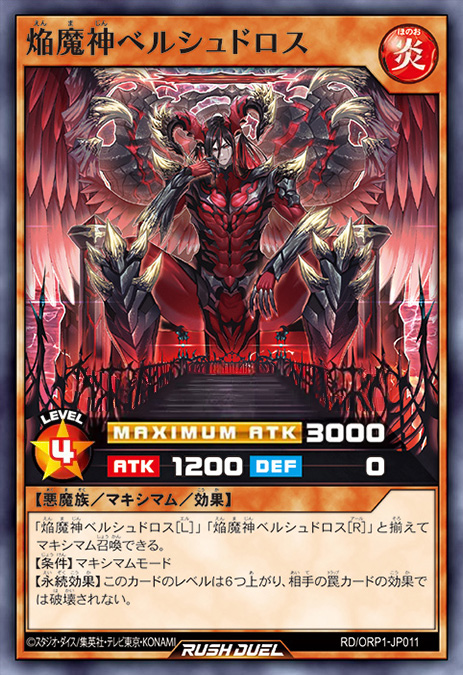 焔魔神ベルシュドロス
炎
LEVEL
4
MAXIMUM ATK 3000
ATK 1200 DEF 0
【悪魔族／マキシマム／効果】
「焔魔神ベルシュドロス[L]」「焔魔神ベルシュドロス[R]」と揃えて
マキシマム召喚できる。
【条件】マキシマムモード
【永続効果】このカードのレベルは6つ上がり、相手の罠カードの効果で
は破壊されない。
©スタジオ・ダイス/集英社・テレビ東京・KONAMI
RUSH DUEL
RD/ORP1-JP011